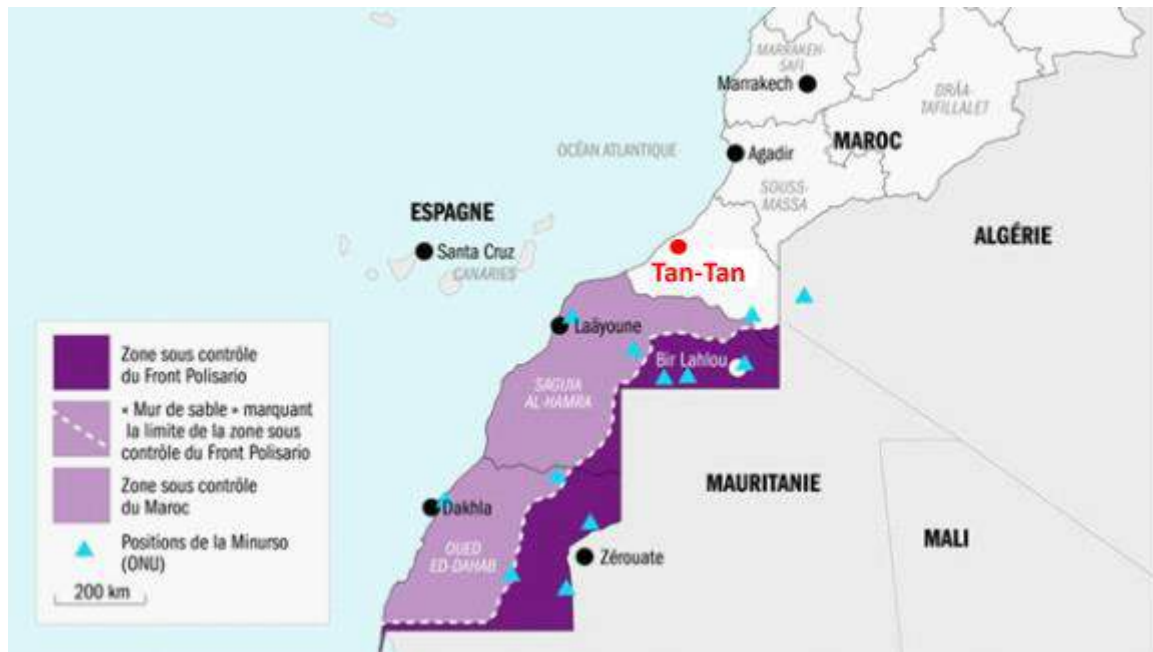 MARRAKEH-
SAFI
Marrakech
DRÂA-
TAFILLALET
OCÉAN ATLANTIQUE
MAROC
Agadir
SOUSS-
MASSA
ESPAGNE
ALGÉRIE
Santa Cruz
CANARIES
Tan-Tan
Laâyoune
Bir Lahlou
SAGUIA
AL-HAMRA
MAURITANIE
Dakhla
MALI
OUED
ED-DAHAB
Zérouate
Zone sous contrôle
du Front Polisario
« Mur de sable » marquant
la limite de la zone sous
contrôle du Front Polisario
Zone sous contrôle
du Maroc
Positions de la Minurso
(ONU)
200 km